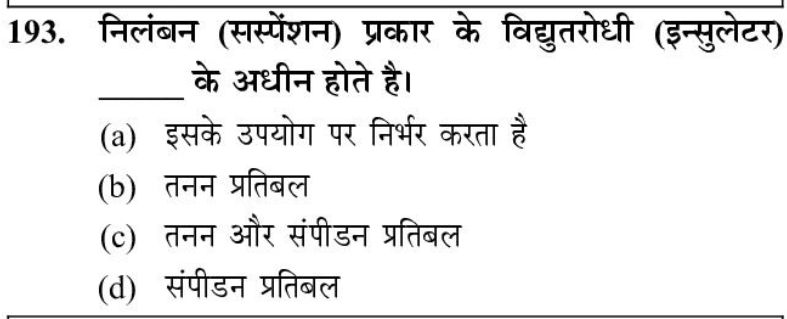 193. निलंबन (सस्पेंशन) प्रकार के विद्युतरोधी (इन्सुलेटर)
______ के अधीन होते है।
(a) इसके उपयोग पर निर्भर करता है
(b) तनन प्रतिबल
(c) तनन और संपीडन प्रतिबल
(d) संपीडन प्रतिबल